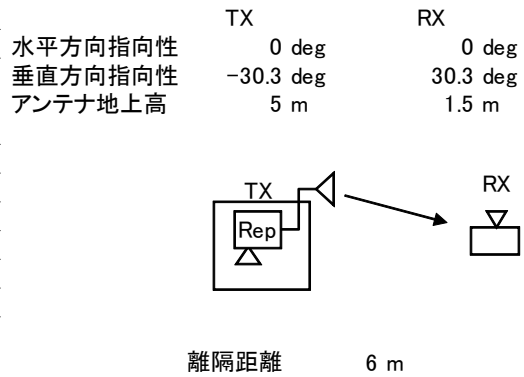 TX RX
水平方向指向性 0 deg 0 deg
垂直方向指向性 -30.3 deg 30.3 deg
アンテナ地上高 5 m 1.5 m
TX RX
Rep
離隔距離 6 m